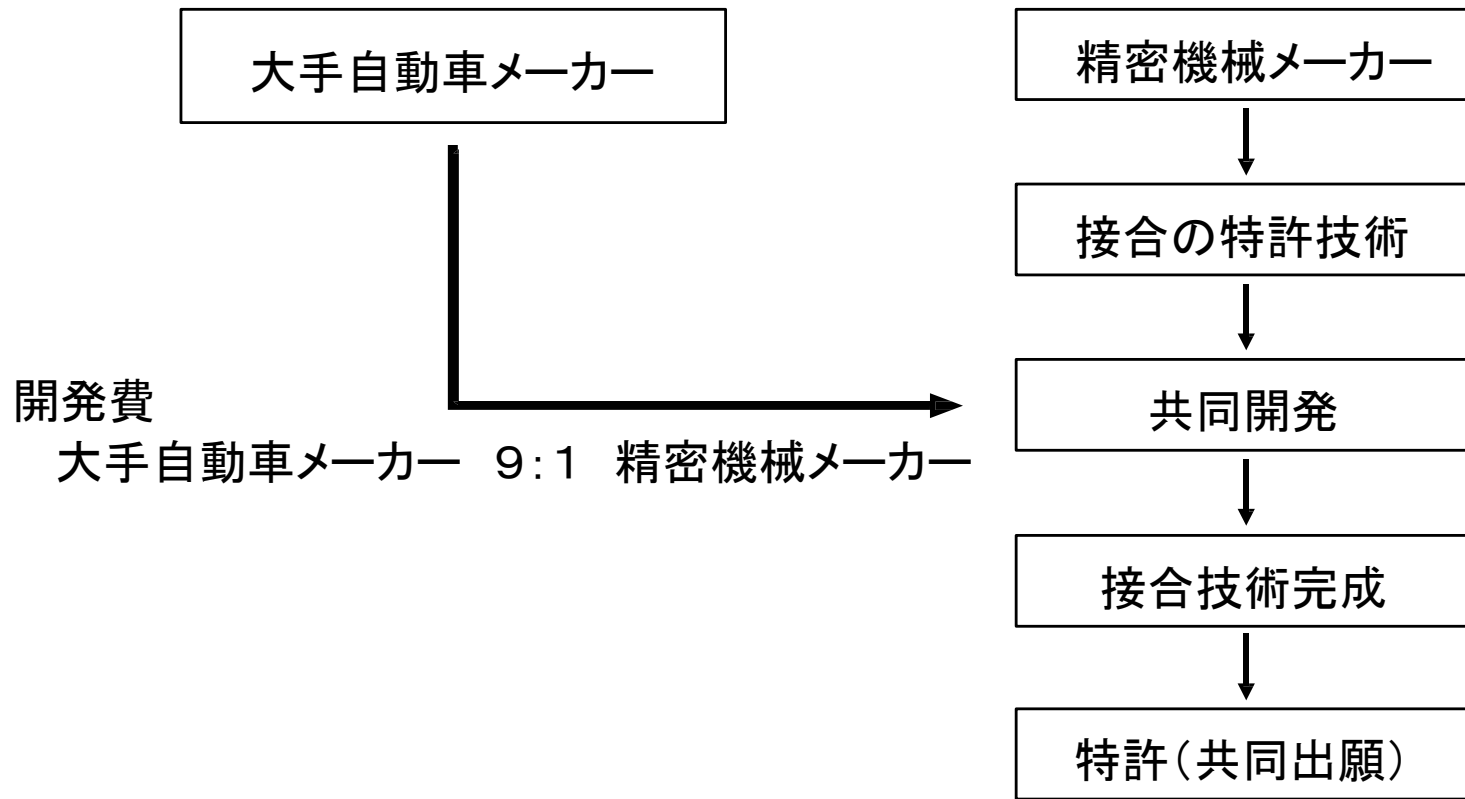 大手自動車メーカー
精密機械メーカー
接合の特許技術
開発費
共同開発
大手自動車メーカー　９：１　精密機械メーカー
接合技術完成
特許（共同出願）